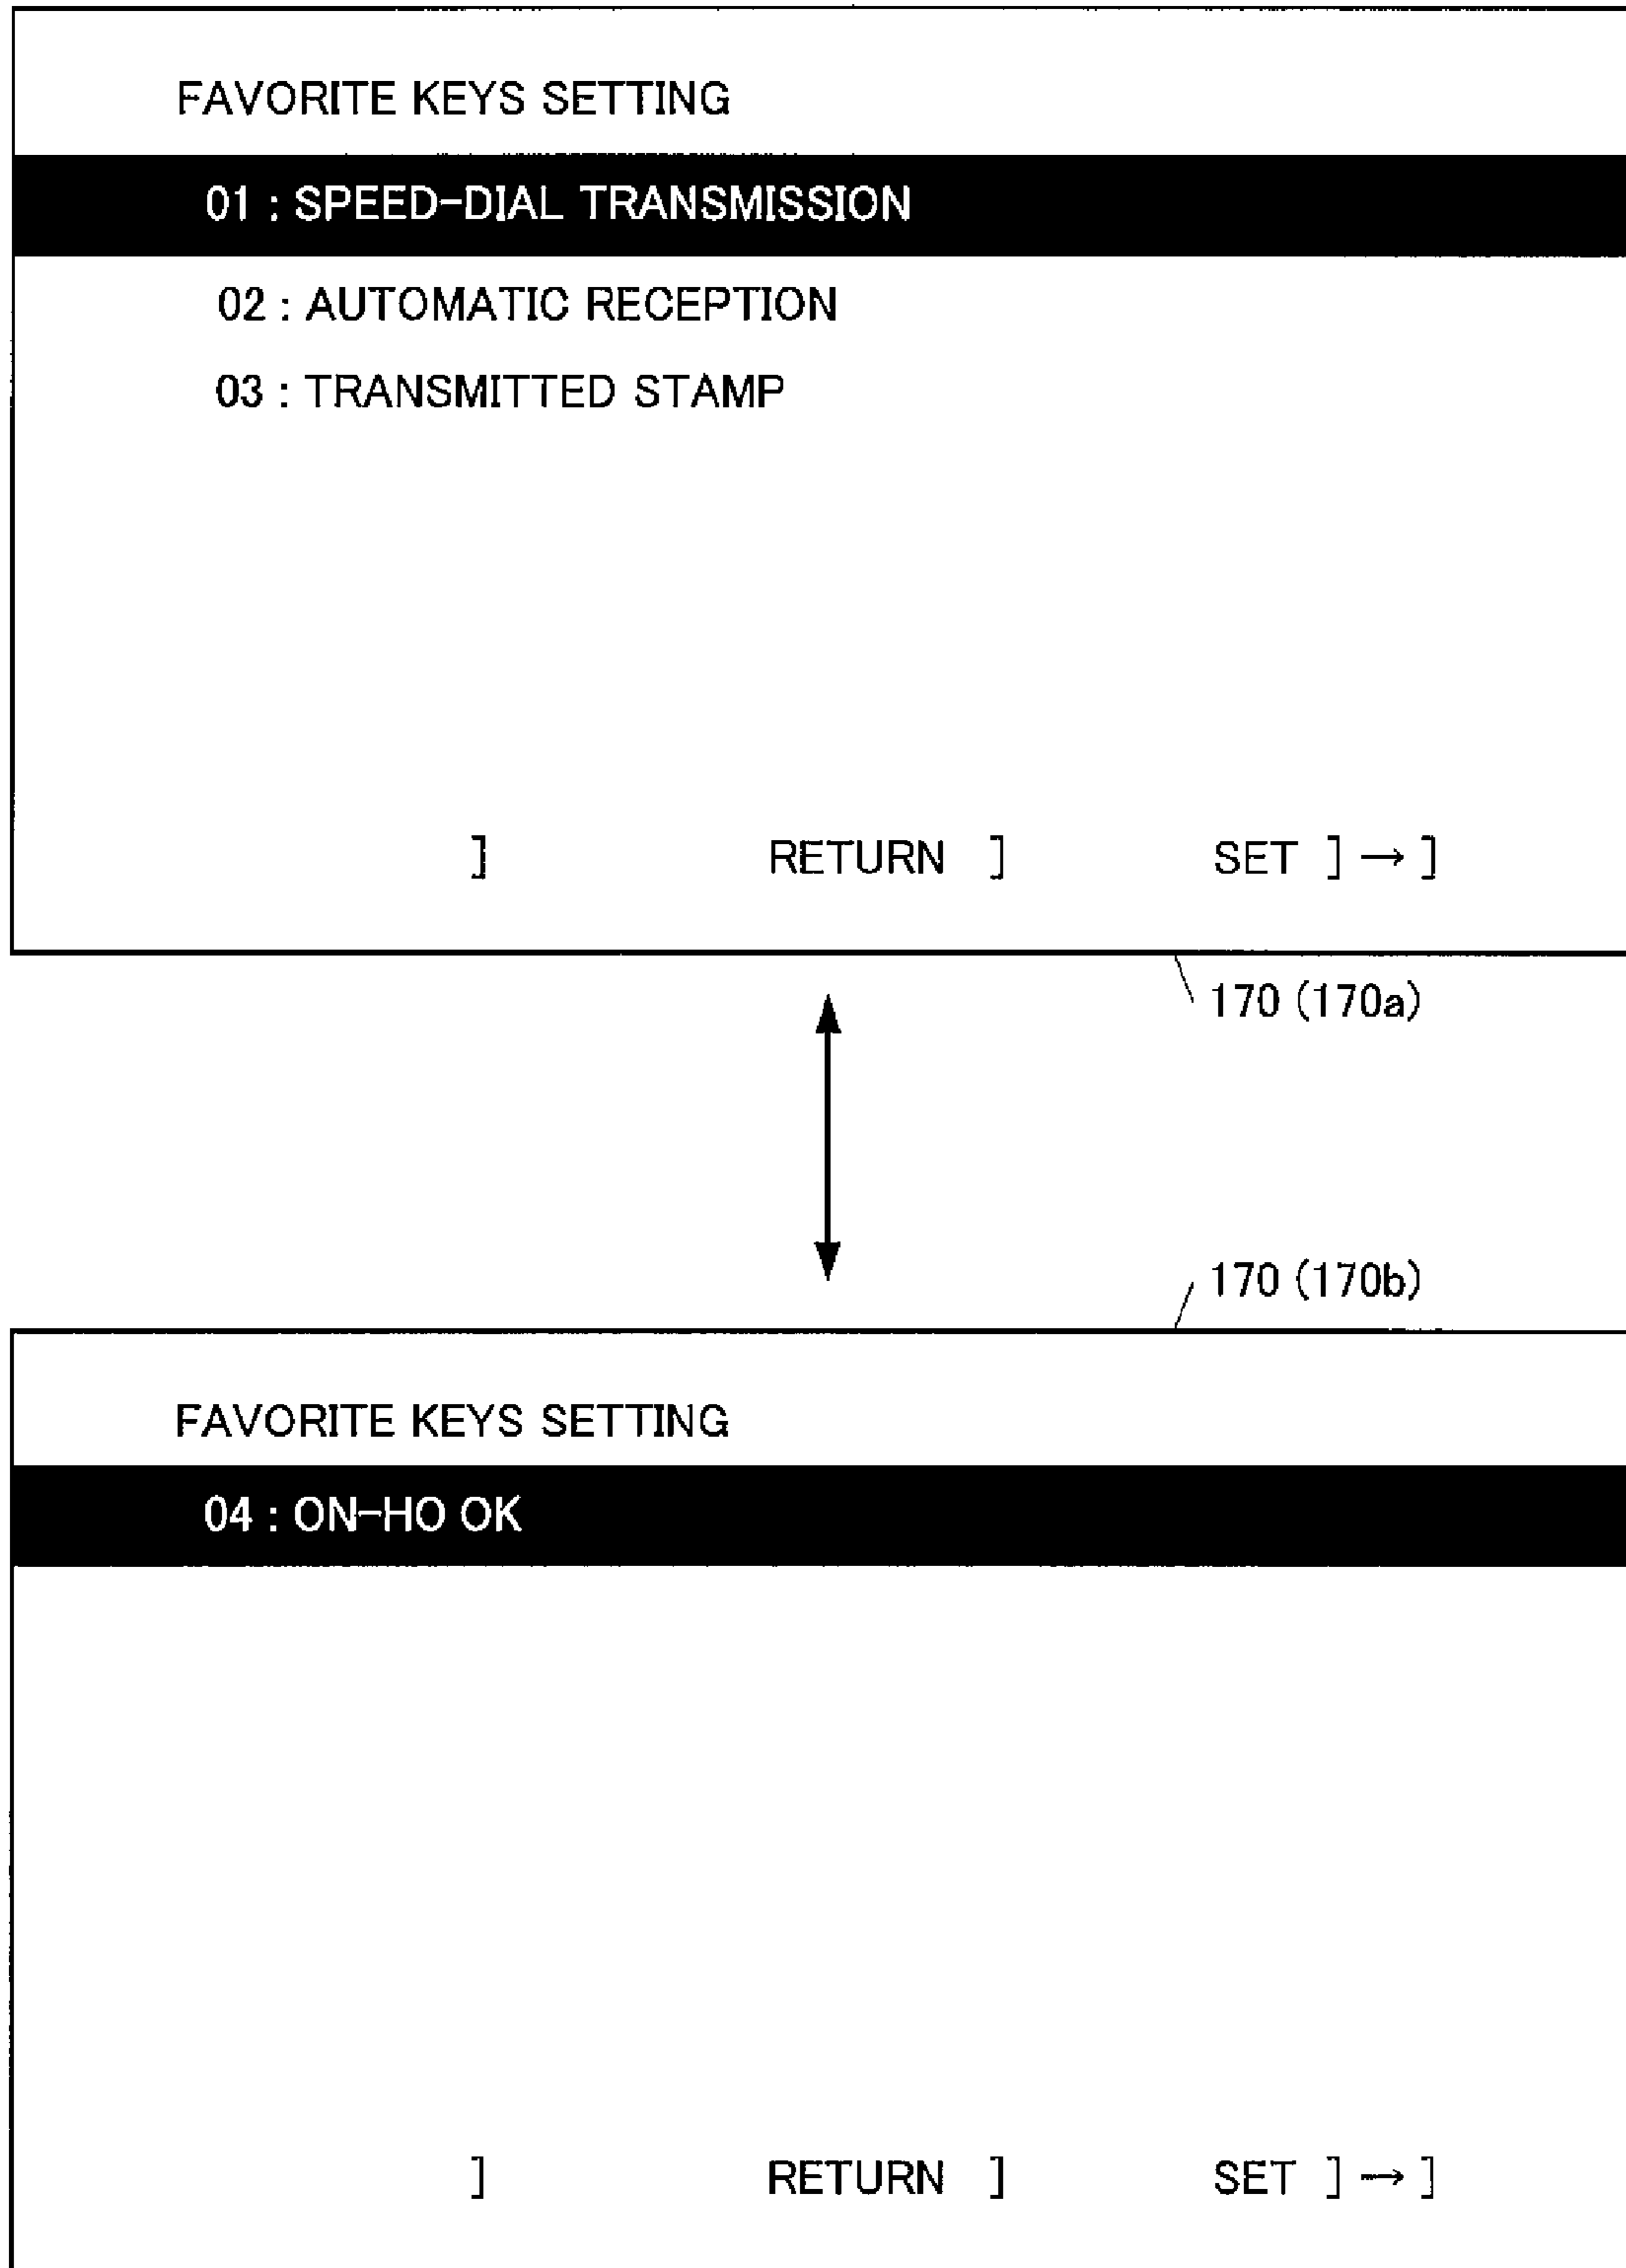 FAVORITE KEYS SETTING
01 : SPEED-DIAL TRANSMISSION
02 : AUTOMATIC RECEPTION
03 : TRANSMITTED STAMP
] RETURN ] SET ] → ]
170 (170a)
170 (170b)
FAVORITE KEYS SETTING
04 : ON-HO OK
] RETURN ] SET ] → ]